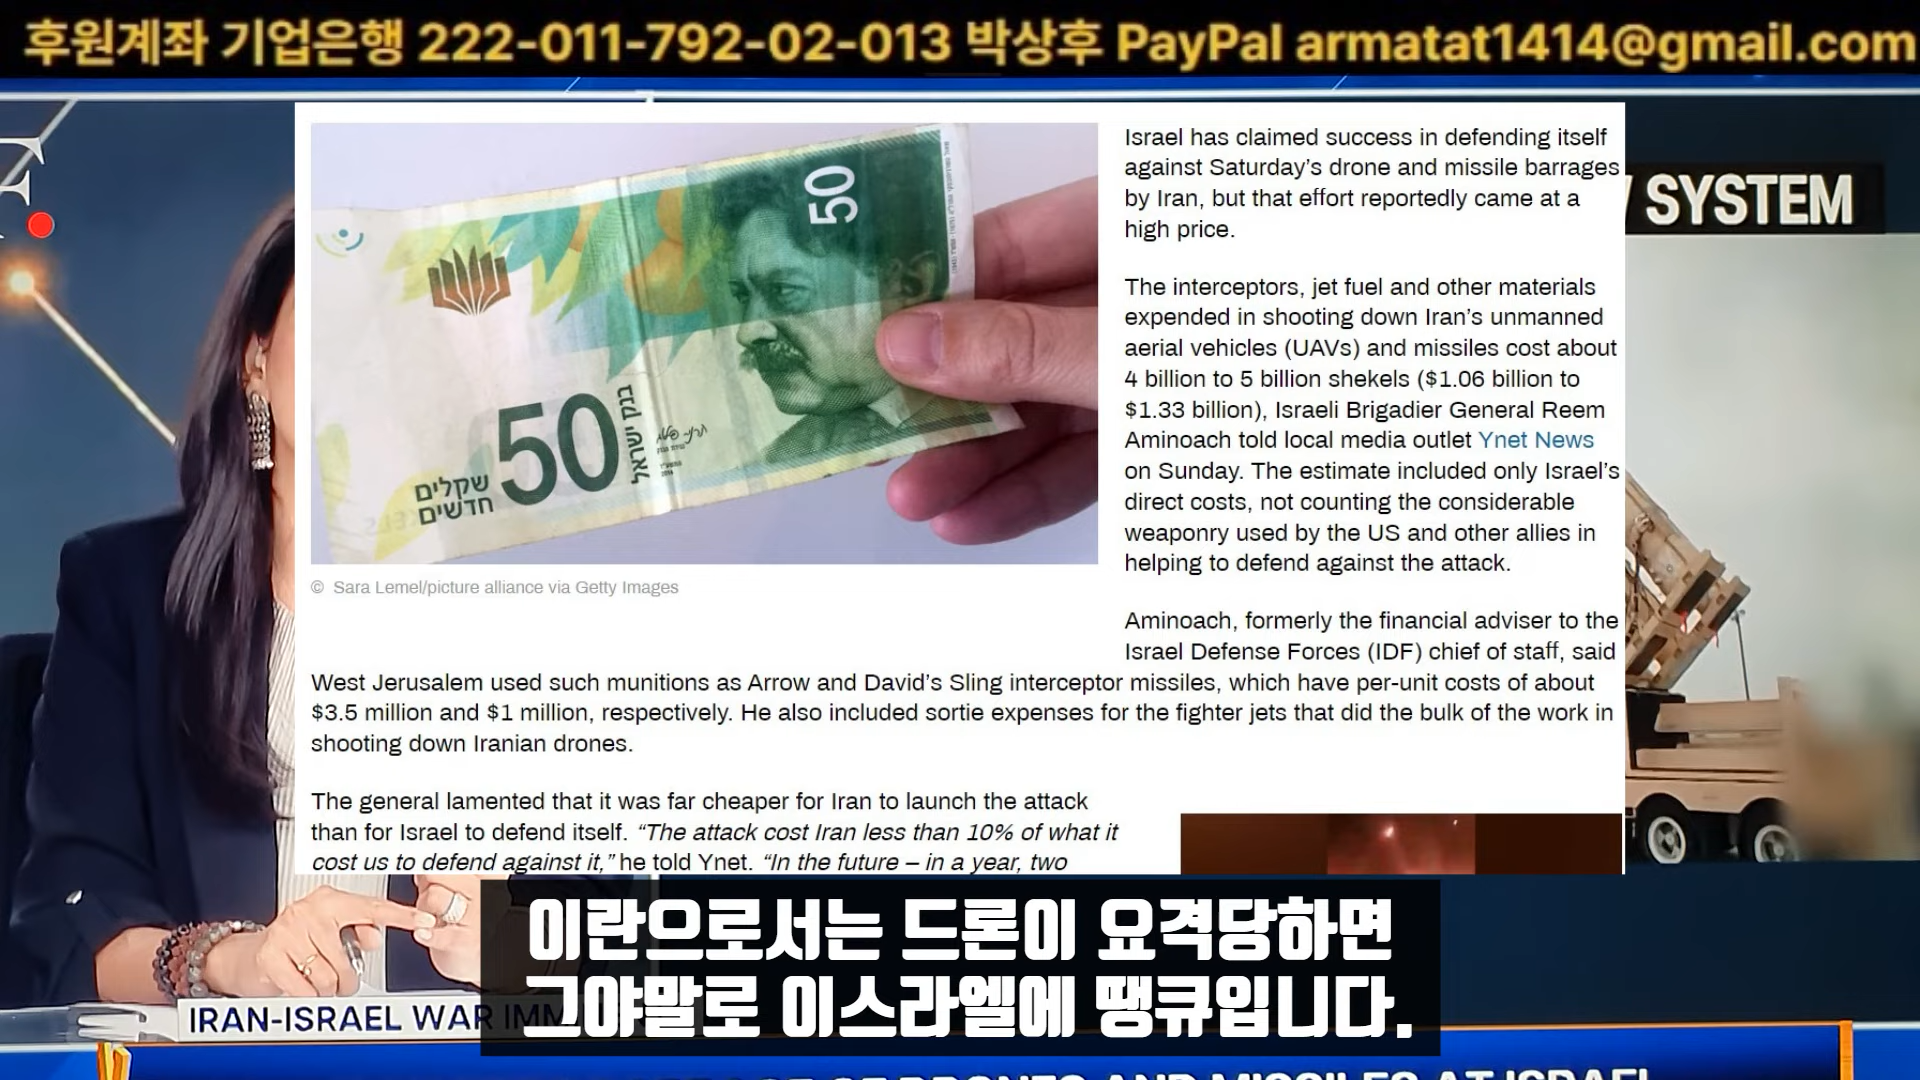 후원계좌 기업은행 222-011-792-02-013 박상후 PayPal armatat1414@gmail.com
SYSTEM
50
50
בנק ישראל
שקלים
חדשים
Israel has claimed success in defending itself
against Saturday's drone and missile barrages
by Iran, but that effort reportedly came at a
high price.
The interceptors, jet fuel and other materials
expended in shooting down Iran's unmanned
aerial vehicles (UAVs) and missiles cost about
4 billion to 5 billion shekels ($1.06 billion to
$1.33 billion), Israeli Brigadier General Reem
Aminoach told local media outlet Ynet News
on Sunday. The estimate included only Israel's
direct costs, not counting the considerable
weaponry used by the US and other allies in
helping to defend against the attack.
© Sara Lemel/picture alliance via Getty Images
Aminoach, formerly the financial adviser to the
Israel Defense Forces (IDF) chief of staff, said
West Jerusalem used such munitions as Arrow and David's Sling interceptor missiles, which have per-unit costs of about
$3.5 million and $1 million, respectively. He also included sortie expenses for the fighter jets that did the bulk of the work in
shooting down Iranian drones.
The general lamented that it was far cheaper for Iran to launch the attack
than for Israel to defend itself. “The attack cost Iran less than 10% of what it
cost us to defend against it,” he told Ynet. “In the future – in a year, two
이란으로서는 드론이 요격당하면
그야말로 이스라엘에 땡큐입니다.
IRAN-ISRAEL WAR IMM
DRONES AND MISSILES AT ISRAEL